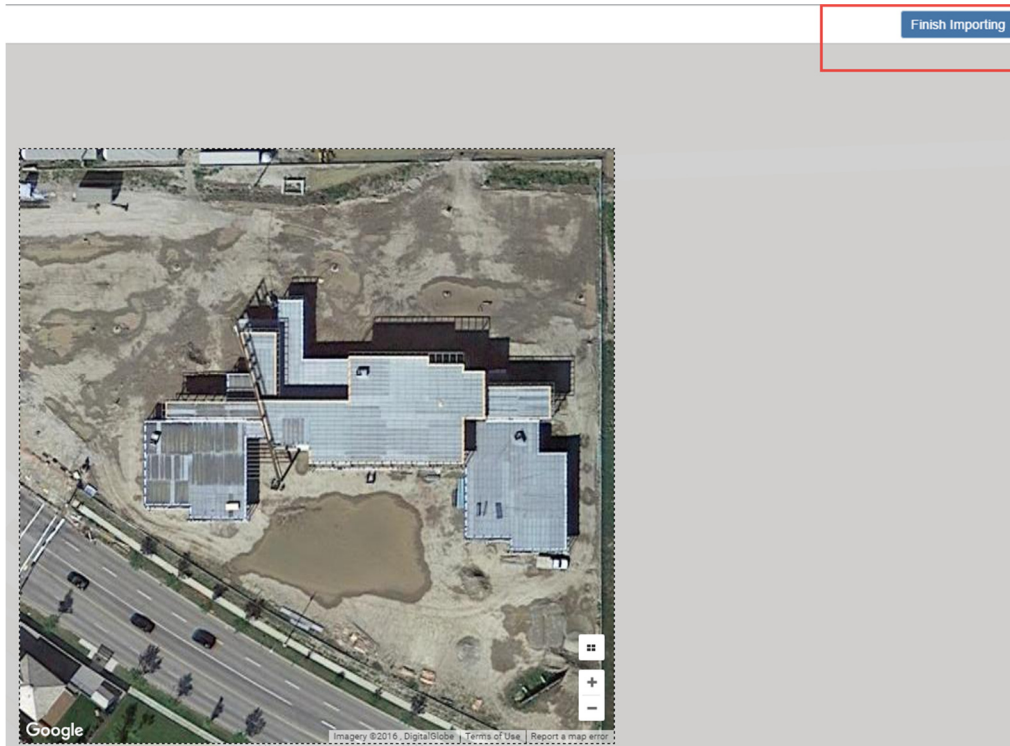 Finish Importing
+
−
Google
Imagery ©2016 , DigitalGlobe
Terms of Use
Report a map error